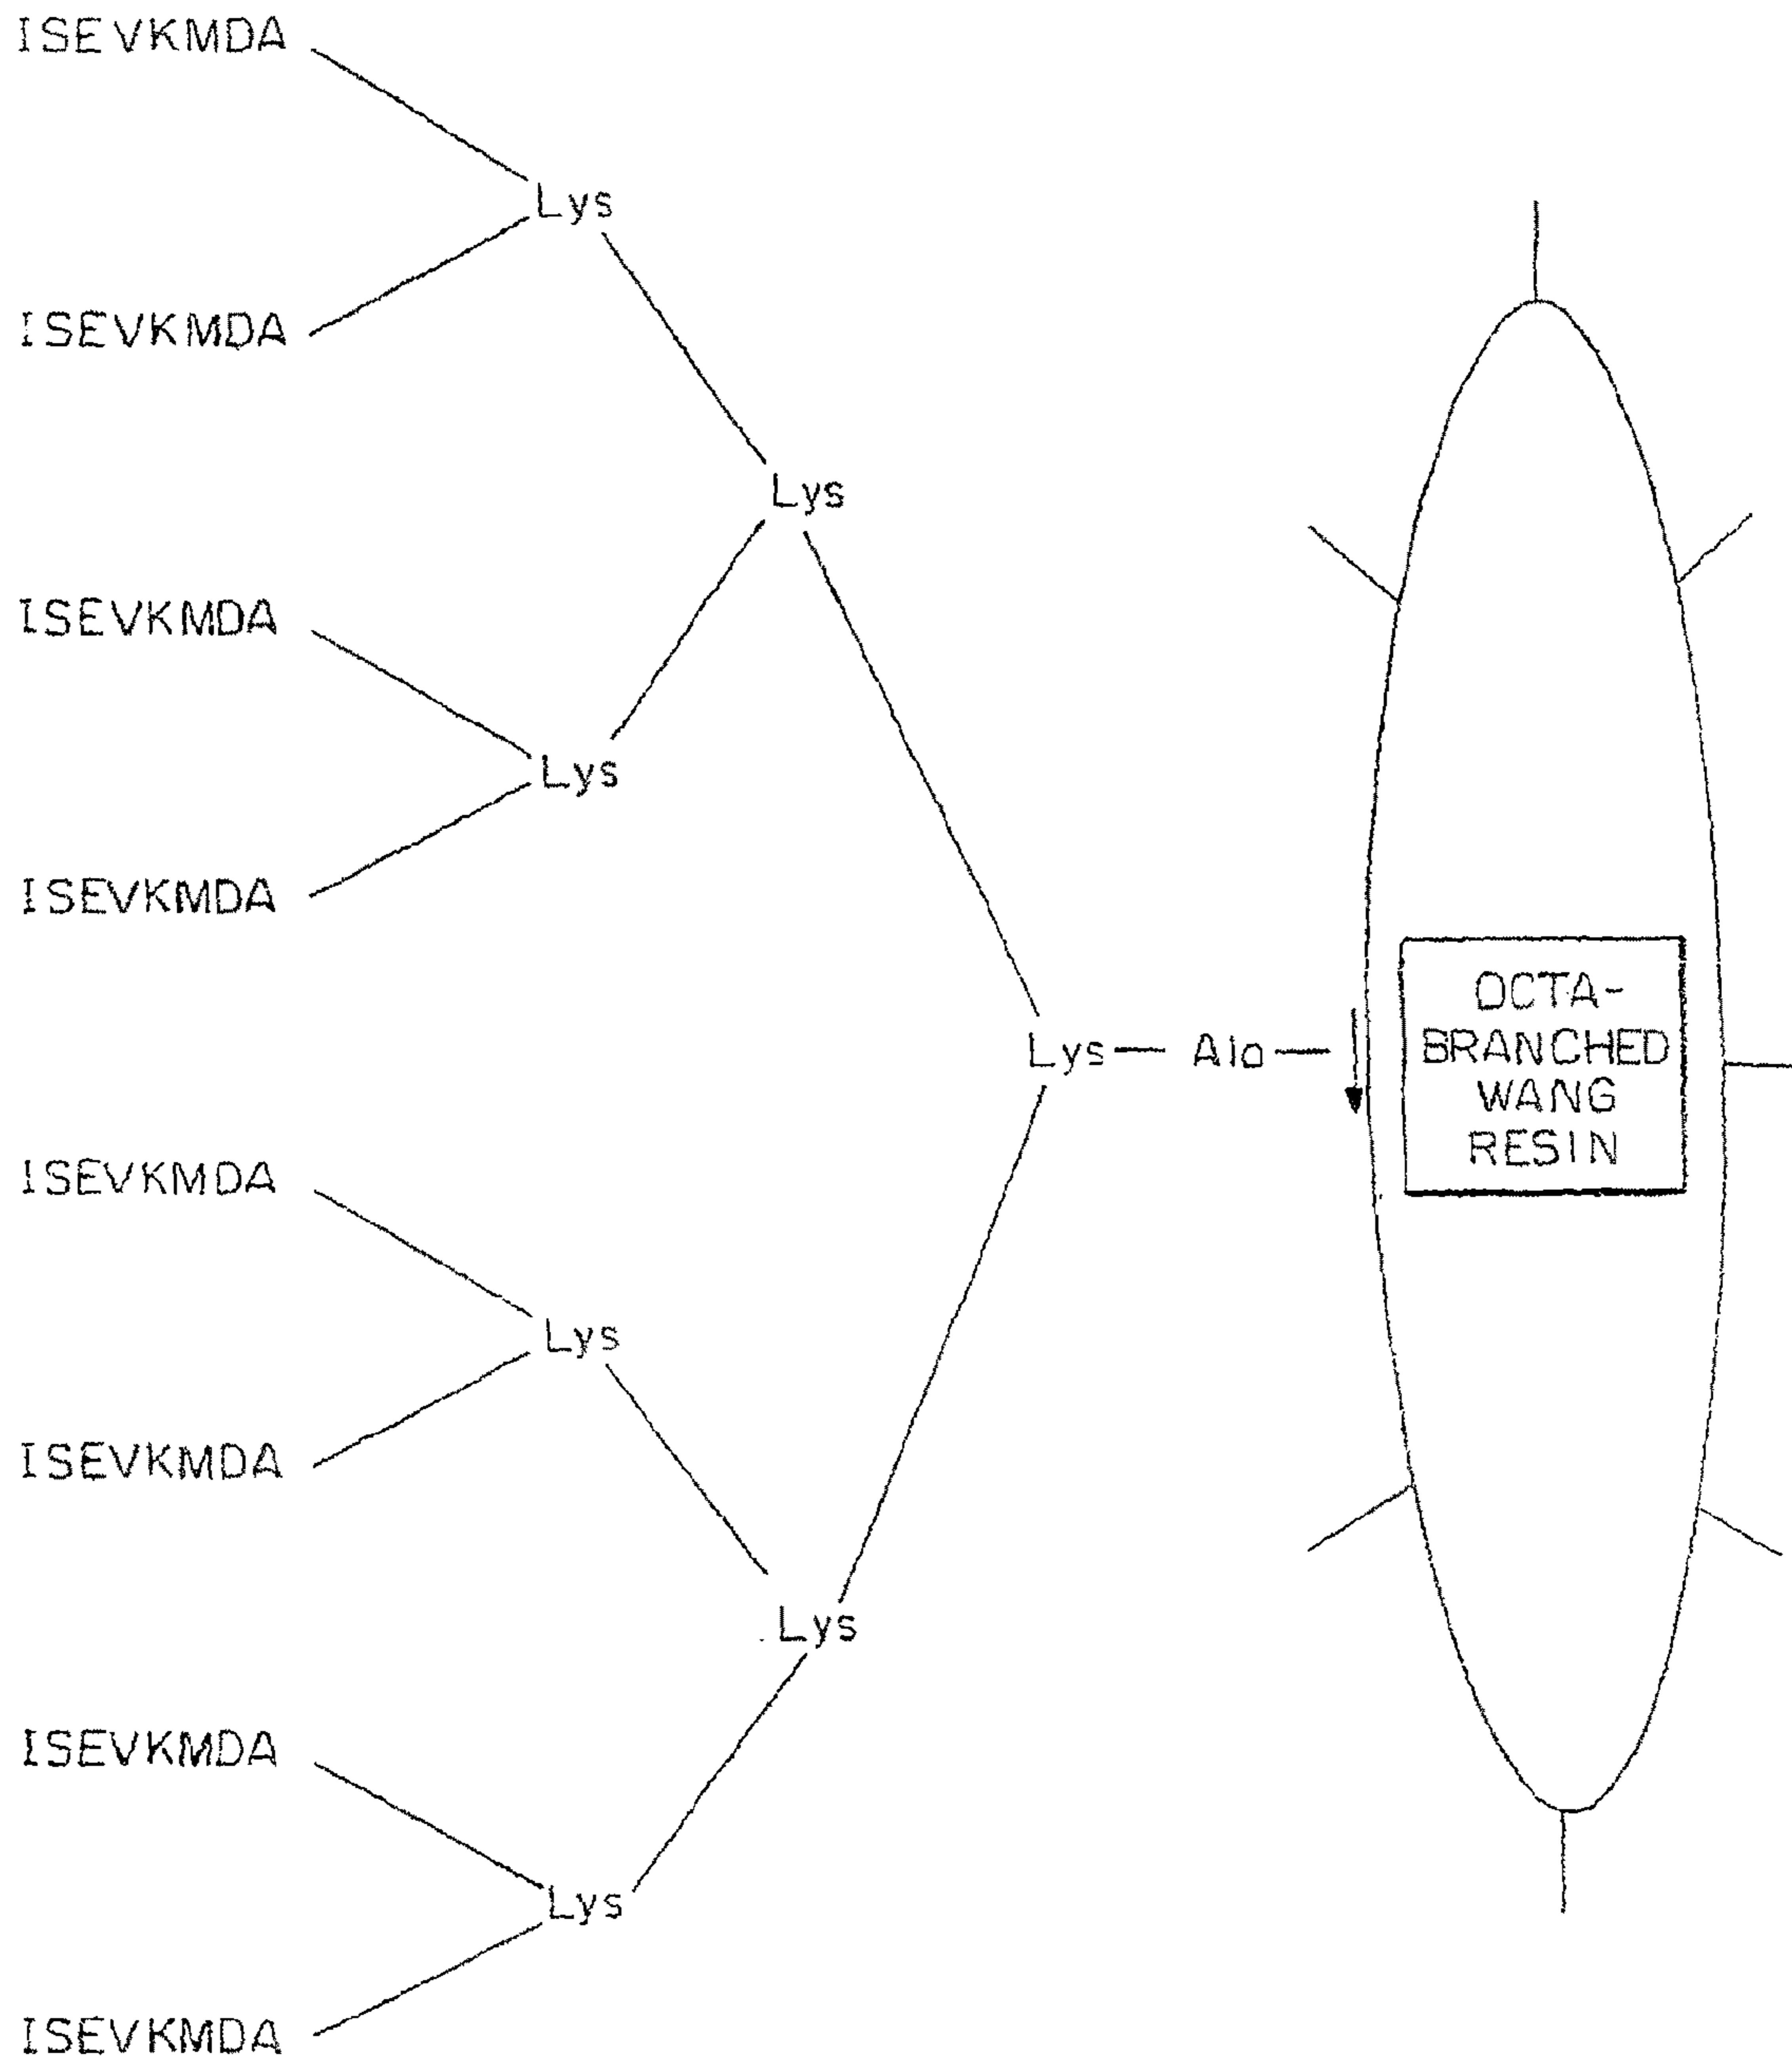 ISEVKMDA
Lys
ISEVKMDA
Lys
ISEVKMDA
Lys
ISEVKMDA
Lys — Ala —
OCTA-
BRANCHED
WANG
RESIN
ISEVKMDA
Lys
ISEVKMDA
Lys
ISEVKMDA
Lys
ISEVKMDA